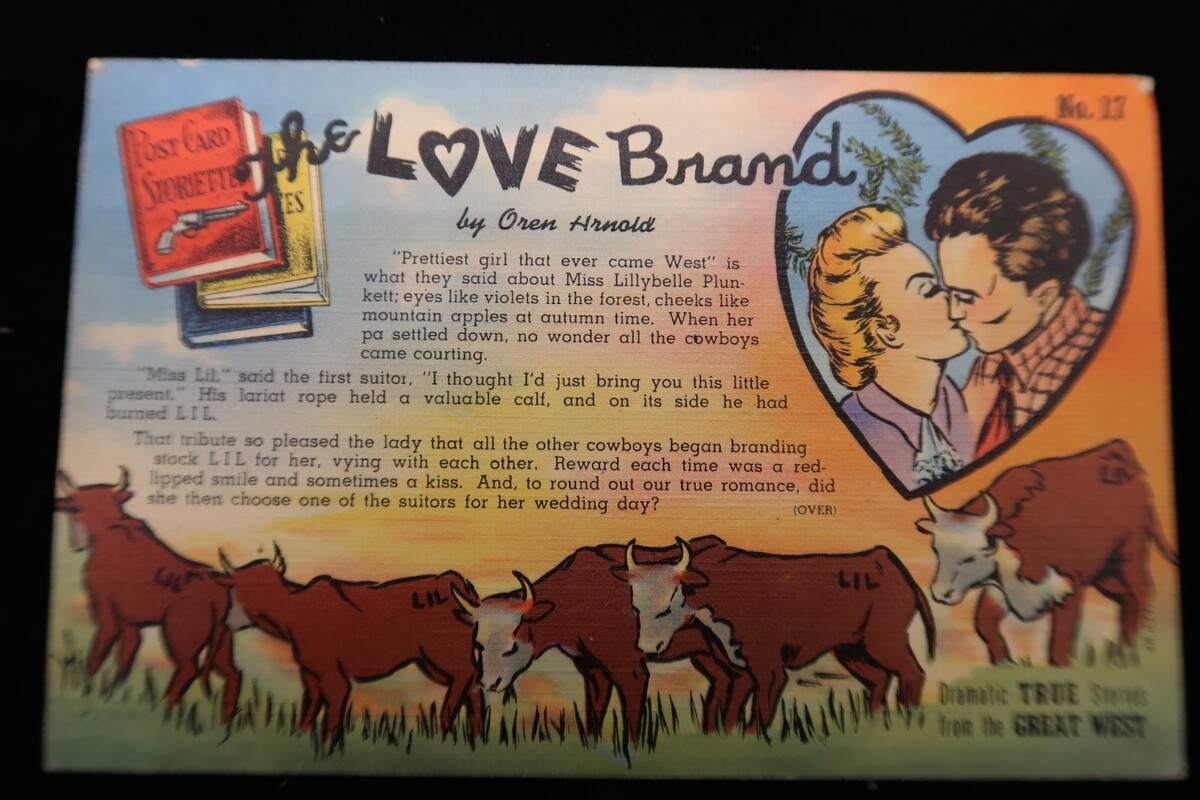 No. 17
POST CARD
STORIETTES
ES
the LOVE Brand
by Oren Arnold
"Prettiest girl that ever came West" is
what they said about Miss Lillybelle Plun-
kett; eyes like violets in the forest, cheeks like
mountain apples at autumn time. When her
pa settled down, no wonder all the cowboys
came courting.
"Miss Lil," said the first suitor, "I thought I'd just bring you this little
present." His lariat rope held a valuable calf, and on its side he had
burned L I L.
That tribute so pleased the lady that all the other cowboys began branding
stock L I L for her, vying with each other. Reward each time was a red-
lipped smile and sometimes a kiss. And, to round out our true romance, did
she then choose one of the suitors for her wedding day?
(OVER)
LIL
LIL
LIL
LIL
Dramatic TRUE Stories
from the GREAT WEST